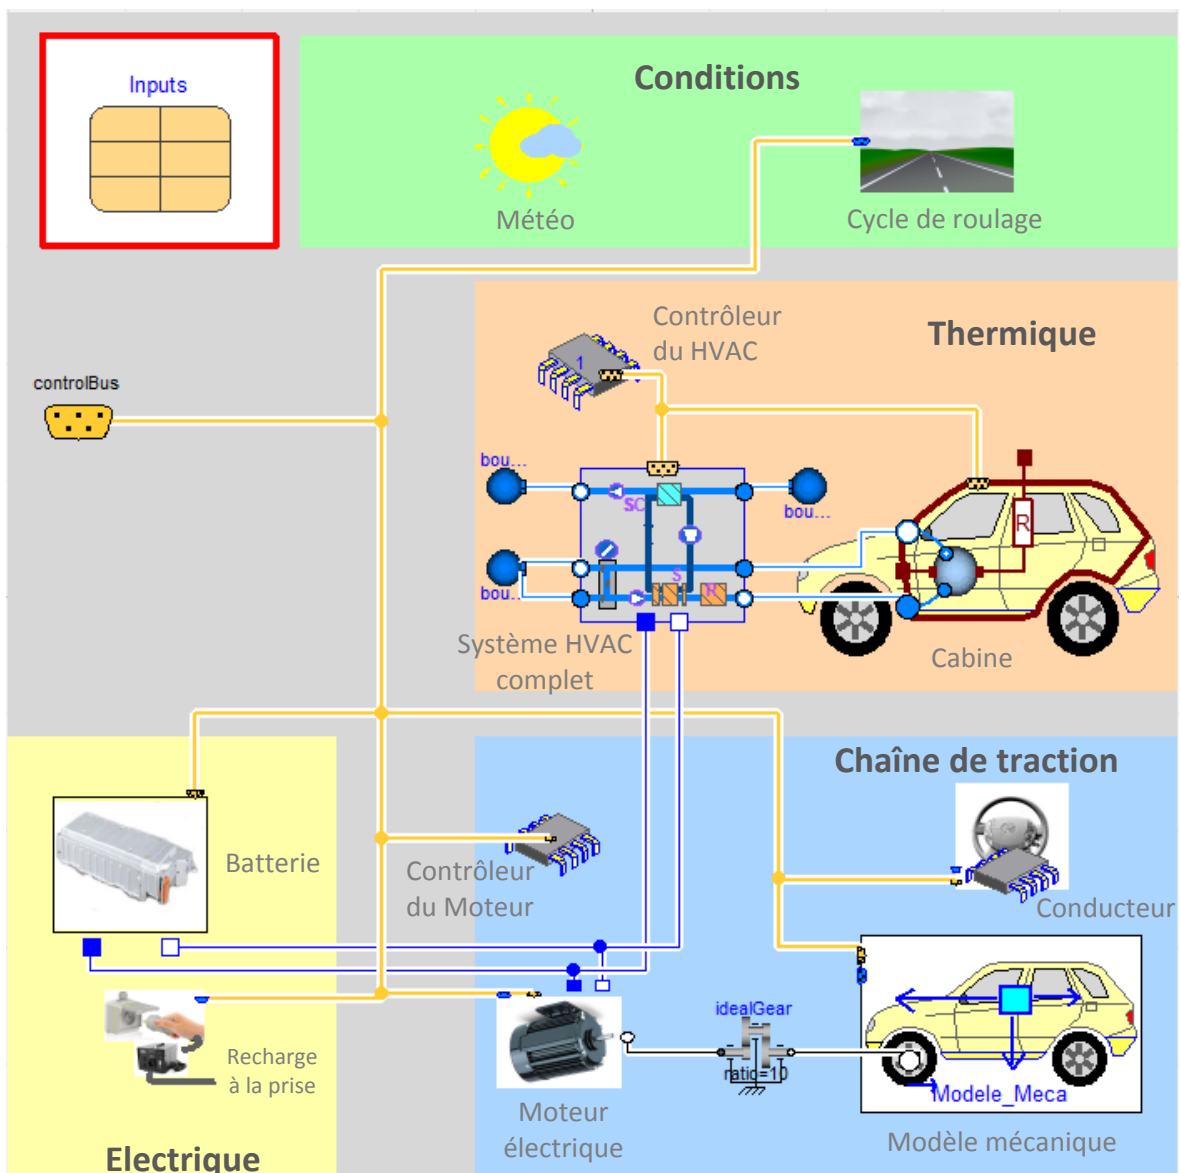 Inputs
Conditions
Météo
Cycle de roulage
controlBus
Contrôleur
du HVAC
Thermique
1
bou...
bou...
bou...
SC
S
R
R
Système HVAC
complet
Cabine
Chaîne de traction
Batterie
Contrôleur
du Moteur
Conducteur
Recharge
à la prise
idealGear
ratio=10
Modele_Meca
Moteur
électrique
Modèle mécanique
Electrique